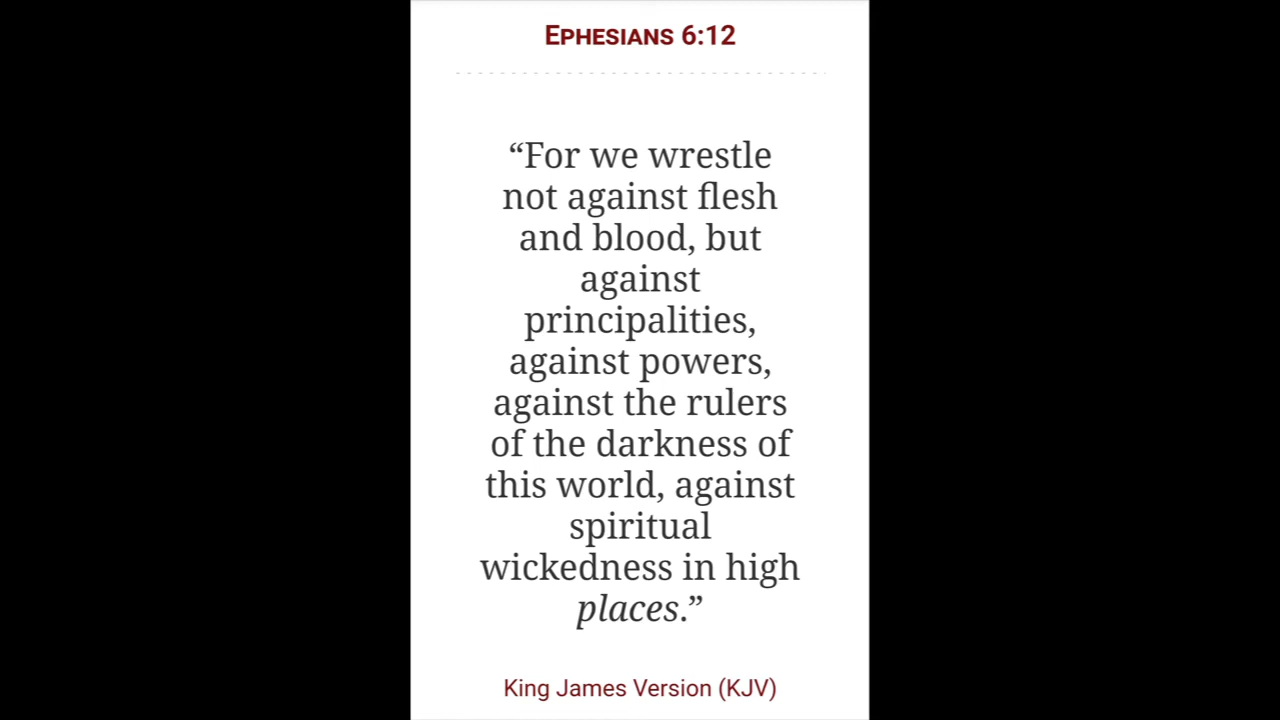 Ephesians 6:12
“For we wrestle
not against flesh
and blood, but
against
principalities,
against powers,
against the rulers
of the darkness of
this world, against
spiritual
wickedness in high
places.”
King James Version (KJV)